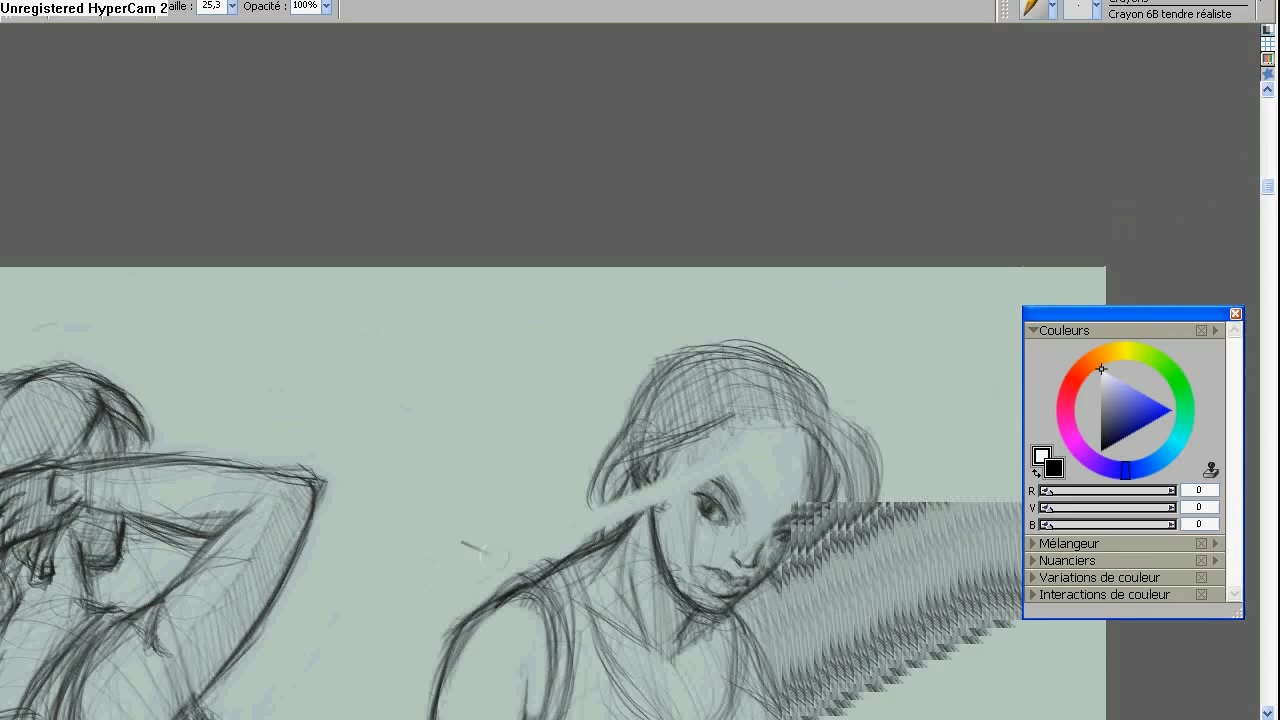 Unregistered HyperCam 2
aille : 25,3 Opacité : 100%
Crayon 6B tendre réaliste
Couleurs
R 0
V 0
B 0
Mélangeur
Nuanciers
Variations de couleur
Interactions de couleur